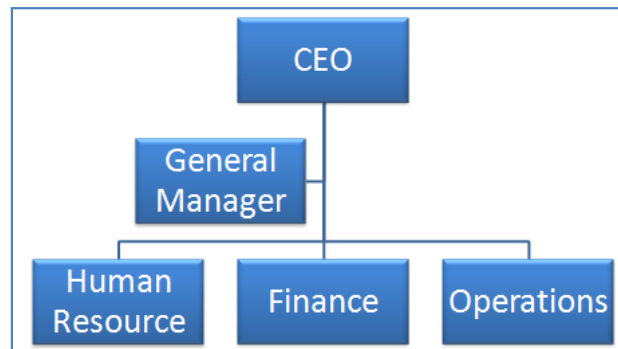 CEO
General
Manager
Human
Resource
Finance
Operations